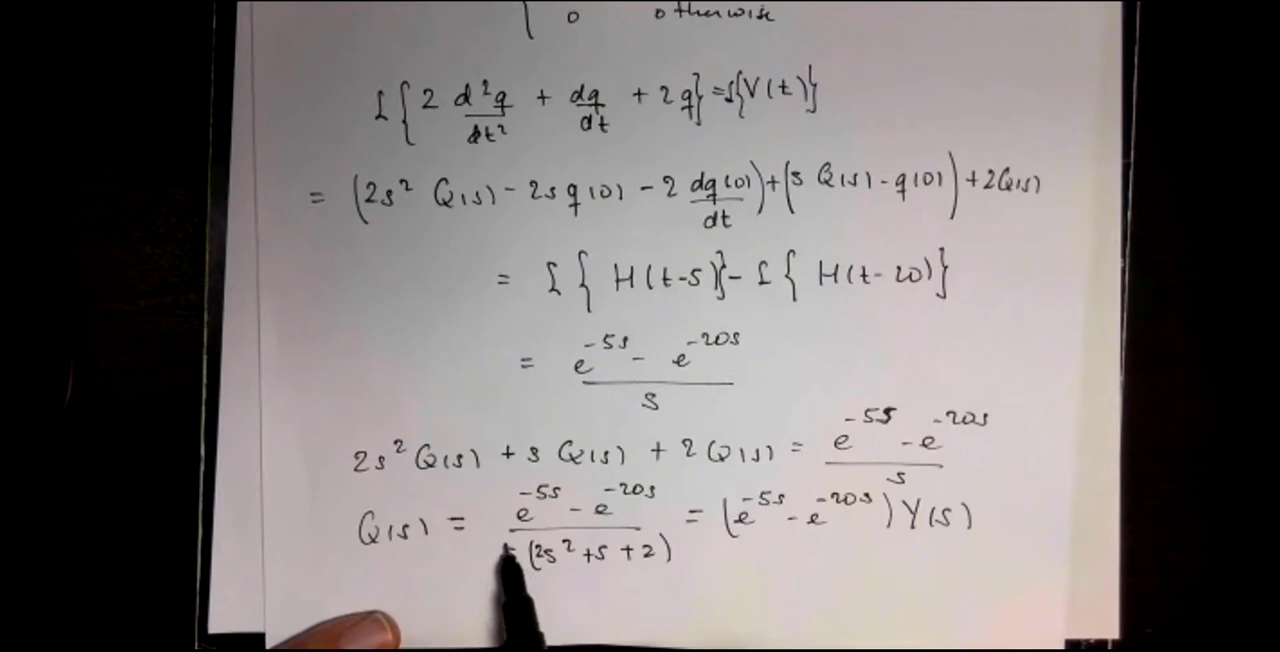 0 otherwise
£ { 2 d²q/dt² + dq/dt + 2q} = £{V(t)}
= (2s² Q(s) - 2s q(0) - 2 dq(0)/dt) + (s Q(s) - q(0)) + 2Q(s)
= £ { H(t-5)} - £ { H(t-20)}
= (e^{-5s} - e^{-20s})/s
2s² Q(s) + s Q(s) + 2 Q(s) = (e^{-5s} - e^{-20s})/s
Q(s) = (e^{-5s} - e^{-20s})/((2s² + s + 2)) = (e^{-5s} - e^{-20s}) Y(s)